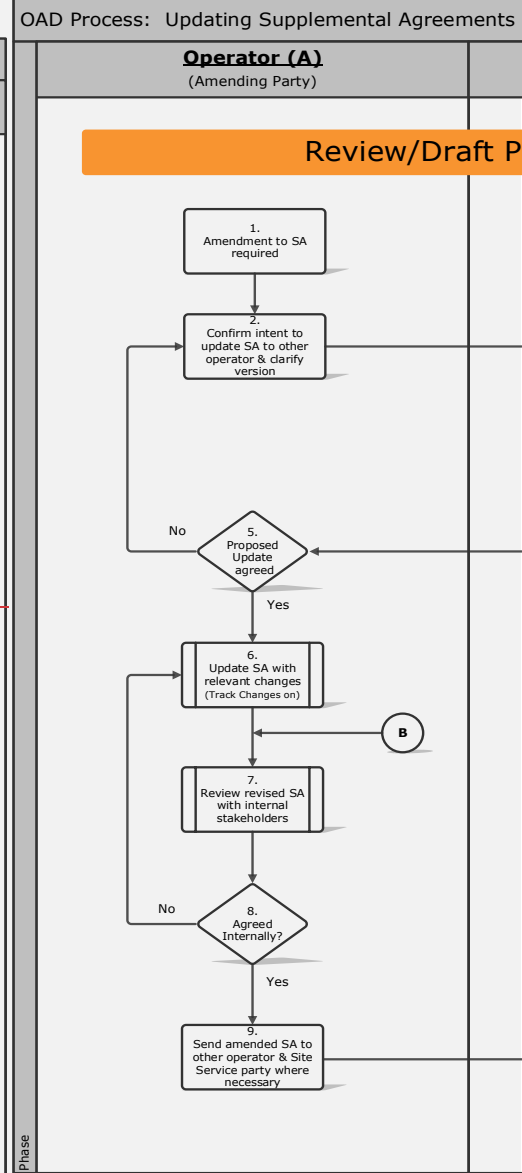 OAD Process:  Updating Supplemental Agreements
Operator (A)
(Amending Party)
Review/Draft P
1.
Amendment to SA
required
2.
Confirm intent to
update SA to other
operator & clarify
version
5.
Proposed
Update
agreed
No
Yes
6.
Update SA with
relevant changes
(Track Changes on)
B
7.
Review revised SA
with internal
stakeholders
8.
Agreed
Internally?
No
Yes
9.
Send amended SA to
other operator & Site
Service party where
necessary
Phase